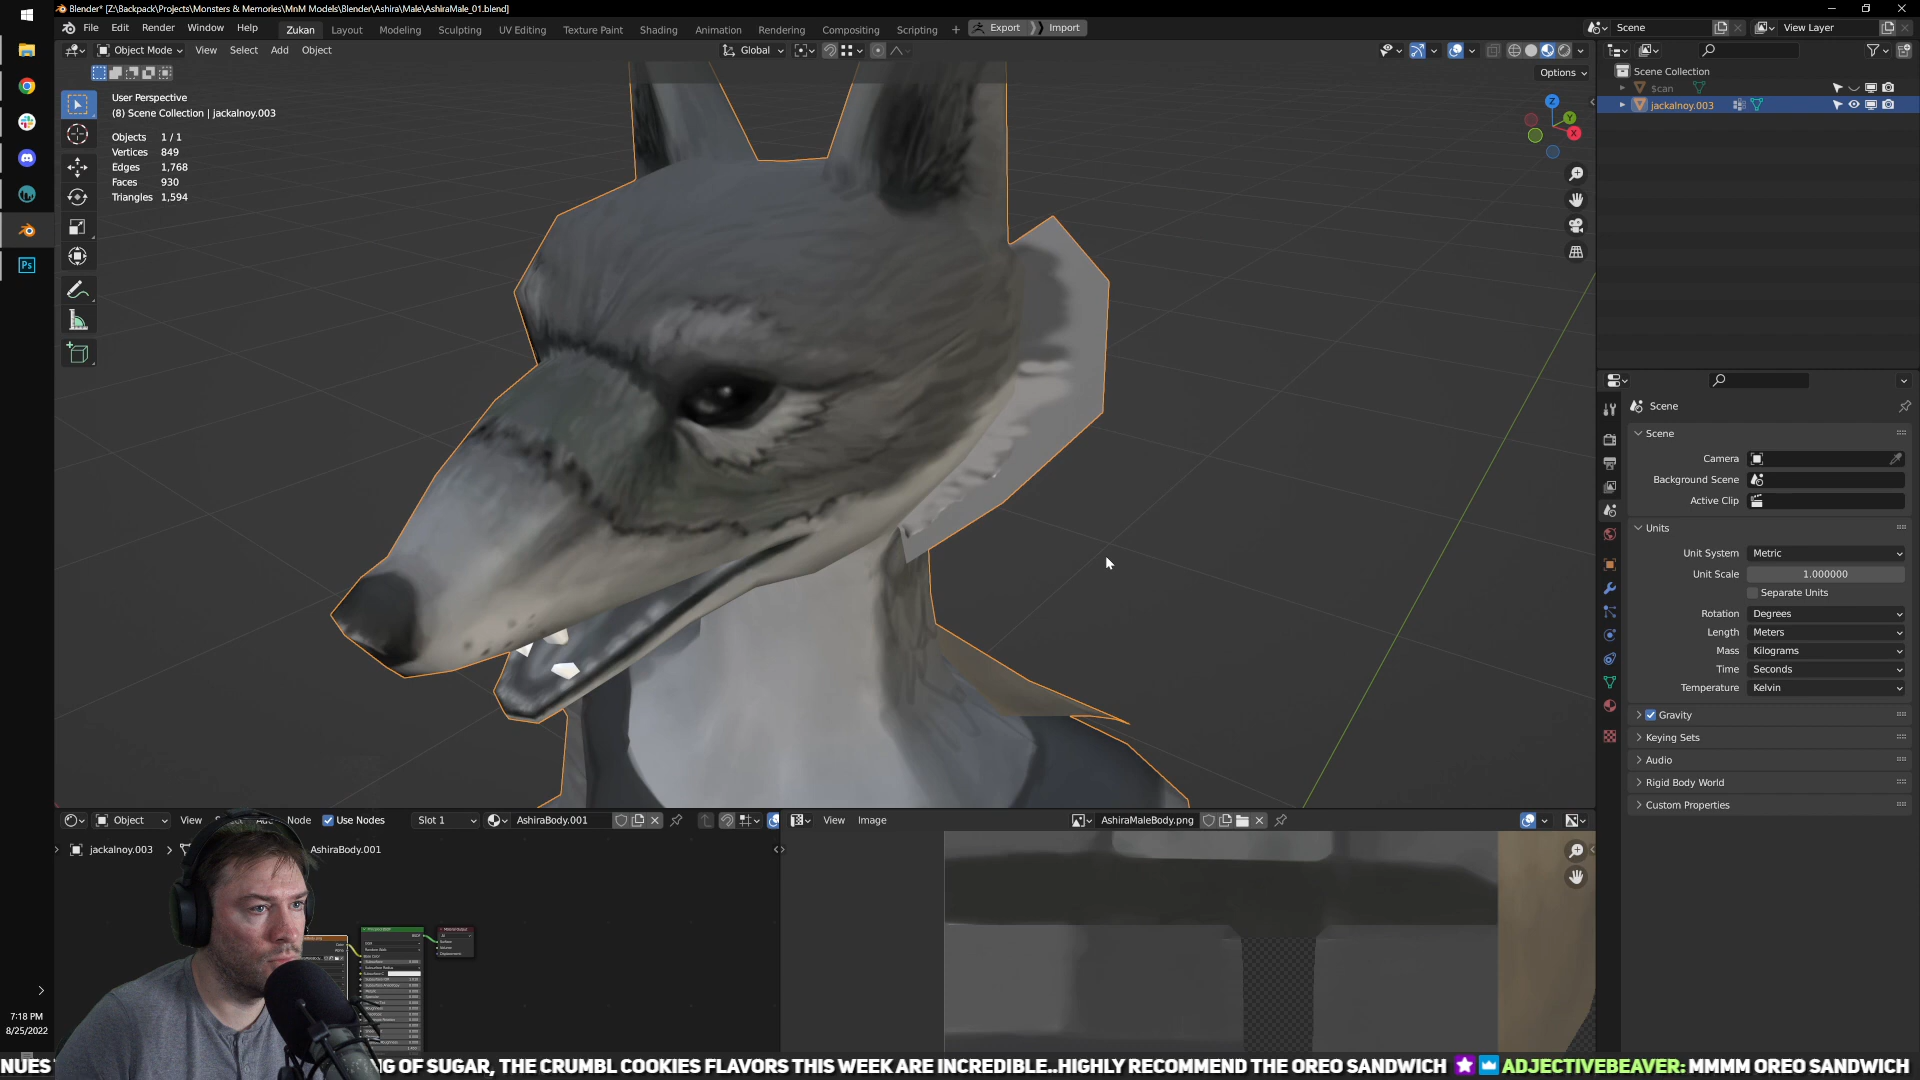 Blender* [Z:\Backpack\Projects\Monsters & Memories\MnM Models\Blender\Ashira\Male\AshiraMale_01.blend]
File Edit Render Window Help Zukan Layout Modeling Sculpting UV Editing Texture Paint Shading Animation Rendering Compositing Scripting + Export Import Scene View Layer
Object Mode View Select Add Object Global
Options
User Perspective
(8) Scene Collection | jackalnoy.003
Objects 1 / 1
Vertices 849
Edges 1,768
Faces 930
Triangles 1,594
Scene Collection
$can
jackalnoy.003
Z
Y
X
Ps
Scene
Scene
Camera
Background Scene
Active Clip
Units
Unit System Metric
Unit Scale 1.000000
Separate Units
Rotation Degrees
Length Meters
Mass Kilograms
Time Seconds
Temperature Kelvin
Gravity
Keying Sets
Audio
Rigid Body World
Custom Properties
Object View Node Use Nodes Slot 1 AshiraBody.001
jackalnoy.003 AshiraBody.001
View Image AshiraMaleBody.png
7:18 PM
8/25/2022
NUES NG OF SUGAR, THE CRUMBL COOKIES FLAVORS THIS WEEK ARE INCREDIBLE..HIGHLY RECOMMEND THE OREO SANDWICH ADJECTIVEBEAVER: MMMM OREO SANDWICH